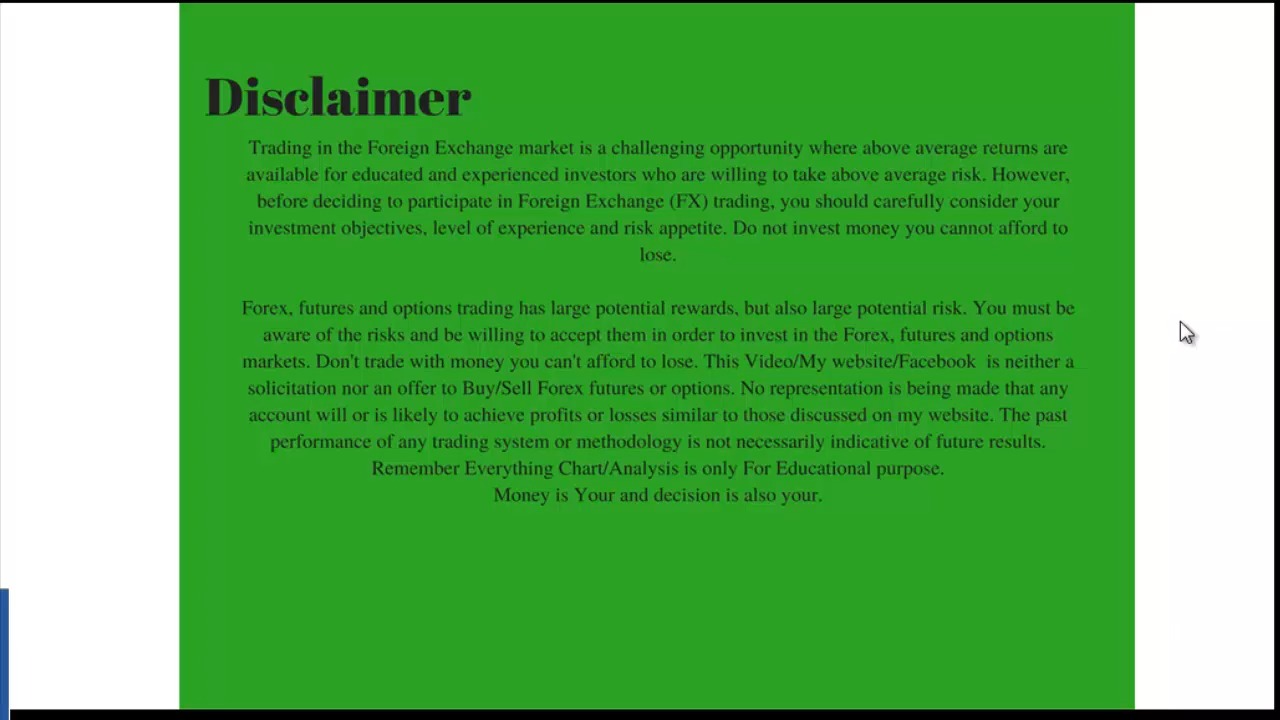 Disclaimer
Trading in the Foreign Exchange market is a challenging opportunity where above average returns are
available for educated and experienced investors who are willing to take above average risk. However,
before deciding to participate in Foreign Exchange (FX) trading, you should carefully consider your
investment objectives, level of experience and risk appetite. Do not invest money you cannot afford to
lose.
Forex, futures and options trading has large potential rewards, but also large potential risk. You must be
aware of the risks and be willing to accept them in order to invest in the Forex, futures and options
markets. Don't trade with money you can't afford to lose. This Video/My website/Facebook  is neither a
solicitation nor an offer to Buy/Sell Forex futures or options. No representation is being made that any
account will or is likely to achieve profits or losses similar to those discussed on my website. The past
performance of any trading system or methodology is not necessarily indicative of future results.
Remember Everything Chart/Analysis is only For Educational purpose.
Money is Your and decision is also your.